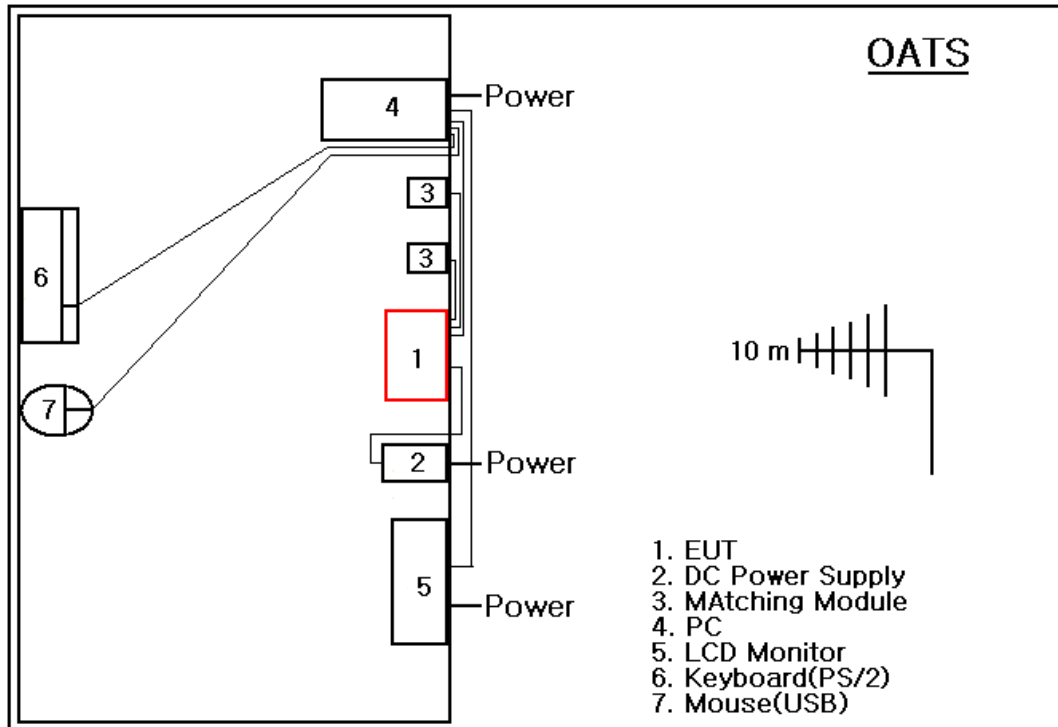 OATS
4
Power
3
3
6
1
10 m
7
2
Power
5
Power
1. EUT
2. DC Power Supply
3. MAtching Module
4. PC
5. LCD Monitor
6. Keyboard(PS/2)
7. Mouse(USB)